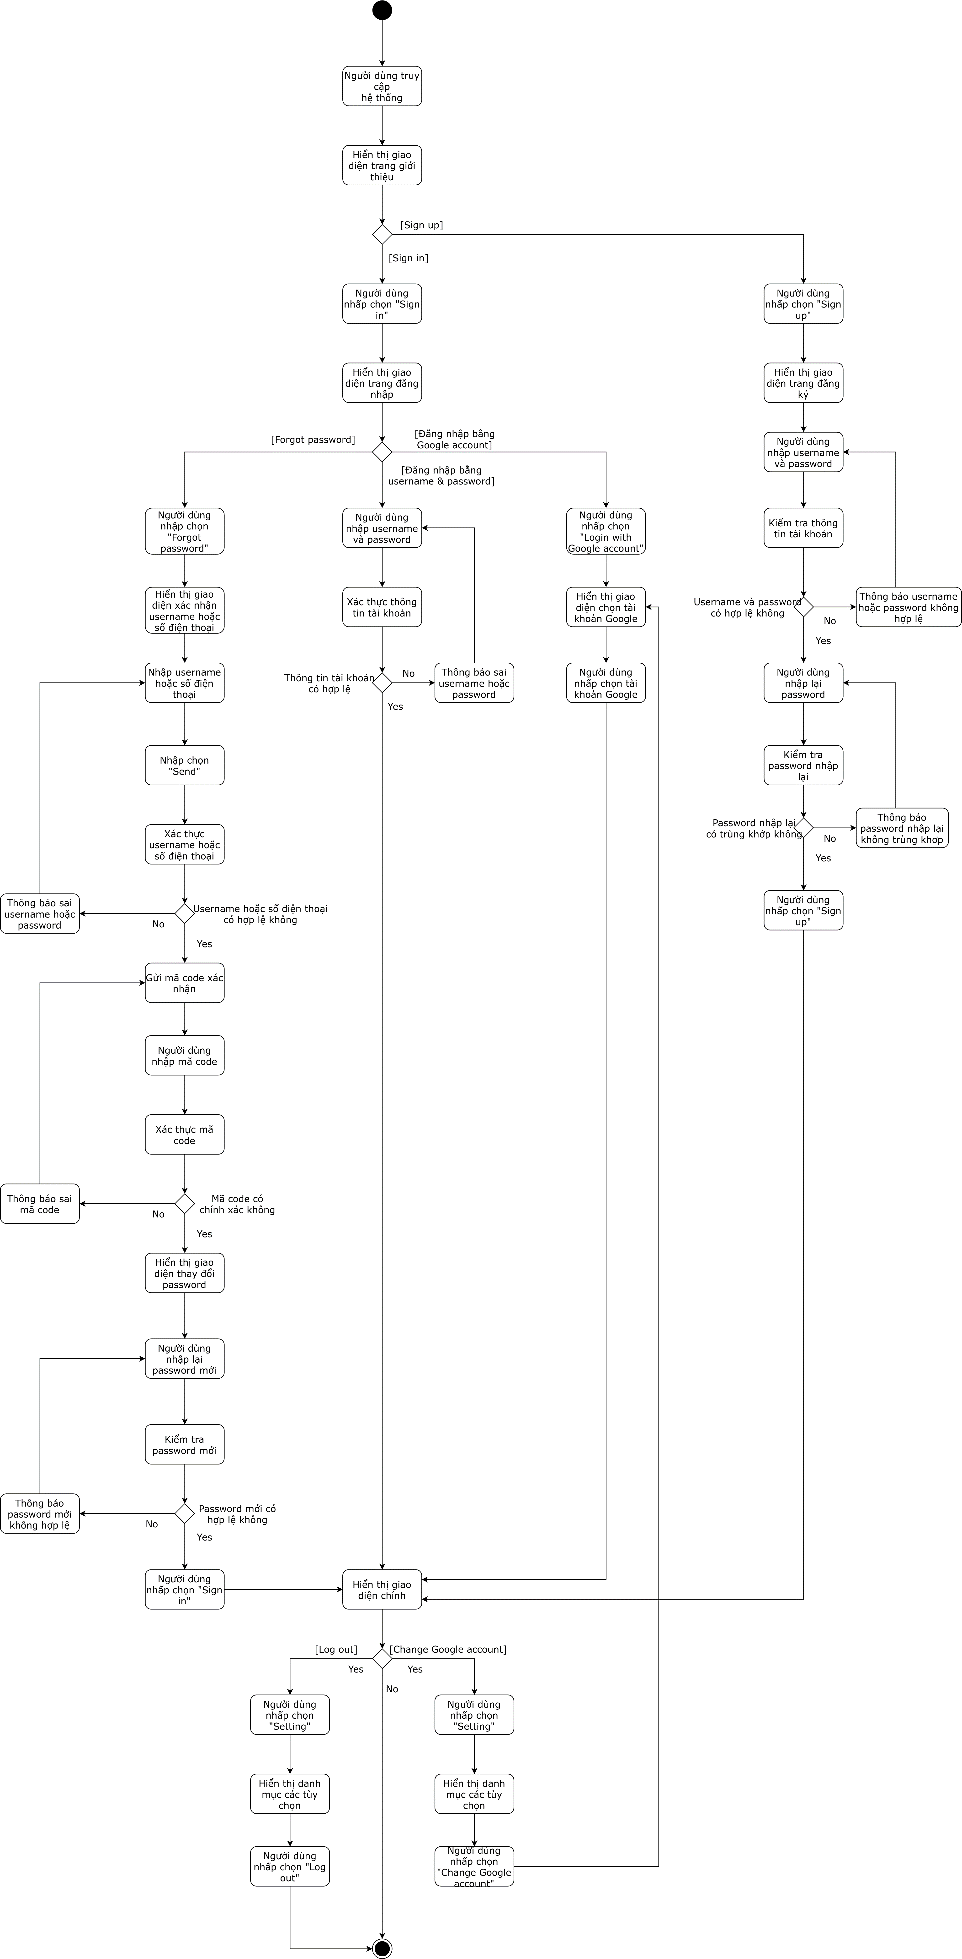 Người dùng truy
cập
hệ thống
Hiển thị giao
diện trang giới
thiệu
[Sign up]
[Sign in]
Người dùng
nhấp chọn "Sign
in"
Người dùng
nhấp chọn "Sign
up"
Hiển thị giao
diện trang đăng
nhập
Hiển thị giao
diện trang đăng
ký
[Forgot password]
[Đăng nhập bằng
Google account]
[Đăng nhập bằng
username & password]
Người dùng
nhập username
và password
Người dùng
nhấp chọn
"Forgot
password"
Người dùng
nhập username
và password
Người dùng
nhấp chọn
"Login with
Google account"
Kiểm tra thông
tin tài khoản
Hiển thị giao
diện xác nhận
username hoặc
số điện thoại
Xác thực thông
tin tài khoản
Hiển thị giao
diện chọn tài
khoản Google
Username và password
có hợp lệ không
No
Yes
Thông báo username
hoặc password không
hợp lệ
Nhập username
hoặc số điện
thoại
Thông tin tài khoản
có hợp lệ
No
Yes
Thông báo sai
username hoặc
password
Người dùng
nhấp chọn tài
khoản Google
Người dùng
nhập lại
password
Nhập chọn
"Send"
Kiểm tra
password nhập
lại
Xác thực
username hoặc
số điện thoại
Password nhập lại
có trùng khớp không
No
Yes
Thông báo
password nhập lại
không trùng khơp
Thông báo sai
username hoặc
password
No
Username hoặc số điện thoại
có hợp lệ không
Yes
Người dùng
nhấp chọn "Sign
up"
Gửi mã code xác
nhận
Người dùng
nhập mã code
Xác thực mã
code
Thông báo sai
mã code
No
Mã code có
chính xác không
Yes
Hiển thị giao
diện thay đổi
password
Người dùng
nhập lại
password mới
Kiểm tra
password mới
Thông báo
password mới
không hợp lệ
No
Password mới có
hợp lệ không
Yes
Người dùng
nhấp chọn "Sign
in"
Hiển thị giao
diện chính
[Log out]
[Change Google account]
Yes
Yes
No
Người dùng
nhấp chọn
"Setting"
Người dùng
nhấp chọn
"Setting"
Hiển thị danh
mục các tùy
chọn
Hiển thị danh
mục các tùy
chọn
Người dùng
nhấp chọn "Log
out"
Người dùng
nhấp chọn
"Change Google
account"